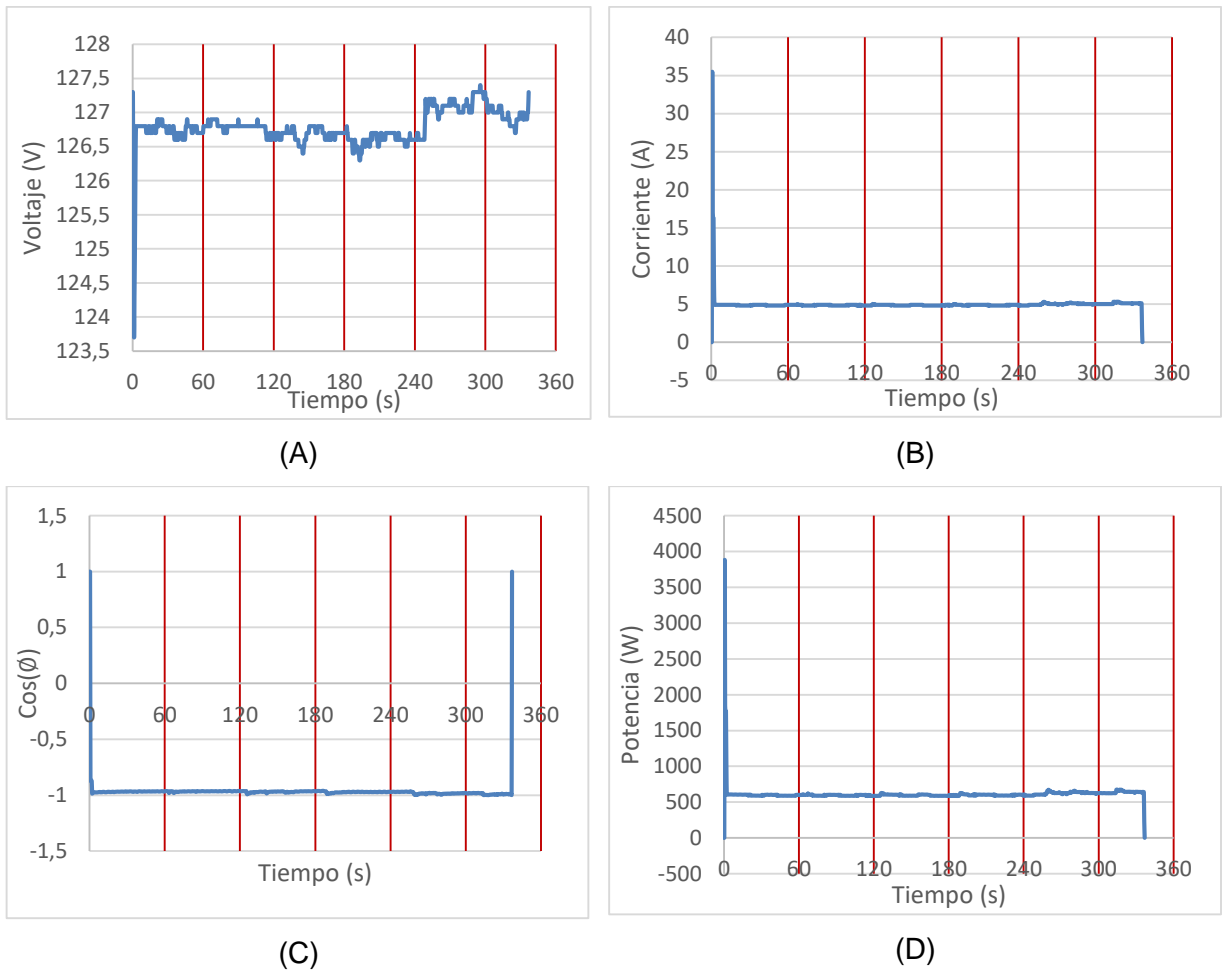 128
127,5
127
126,5
126
125,5
125
124,5
124
123,5
Voltaje (V)
0 60 120 180 240 300 360
Tiempo (s)
(A)
40
35
30
25
20
15
10
5
0
-5
Corriente (A)
0 60 120 180 240 300 360
Tiempo (s)
(B)
1,5
1
0,5
0
-0,5
-1
-1,5
Cos(Ø)
0 60 120 180 240 300 360
Tiempo (s)
(C)
4500
4000
3500
3000
2500
2000
1500
1000
500
0
-500
Potencia (W)
0 60 120 180 240 300 360
Tiempo (s)
(D)